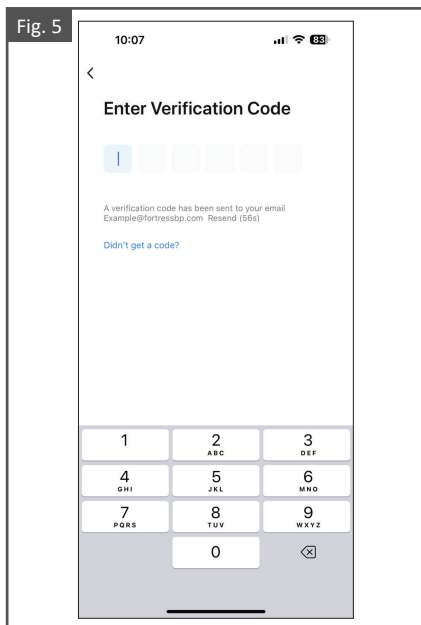 Fig. 5
10:07
83
Enter Verification Code
A verification code has been sent to your email
Example@fortressbp.com Resend (56s)
Didn't get a code?
1
2
ABC
3
DEF
4
GHI
5
JKL
6
MNO
7
PQRS
8
TUV
9
WXYZ
0